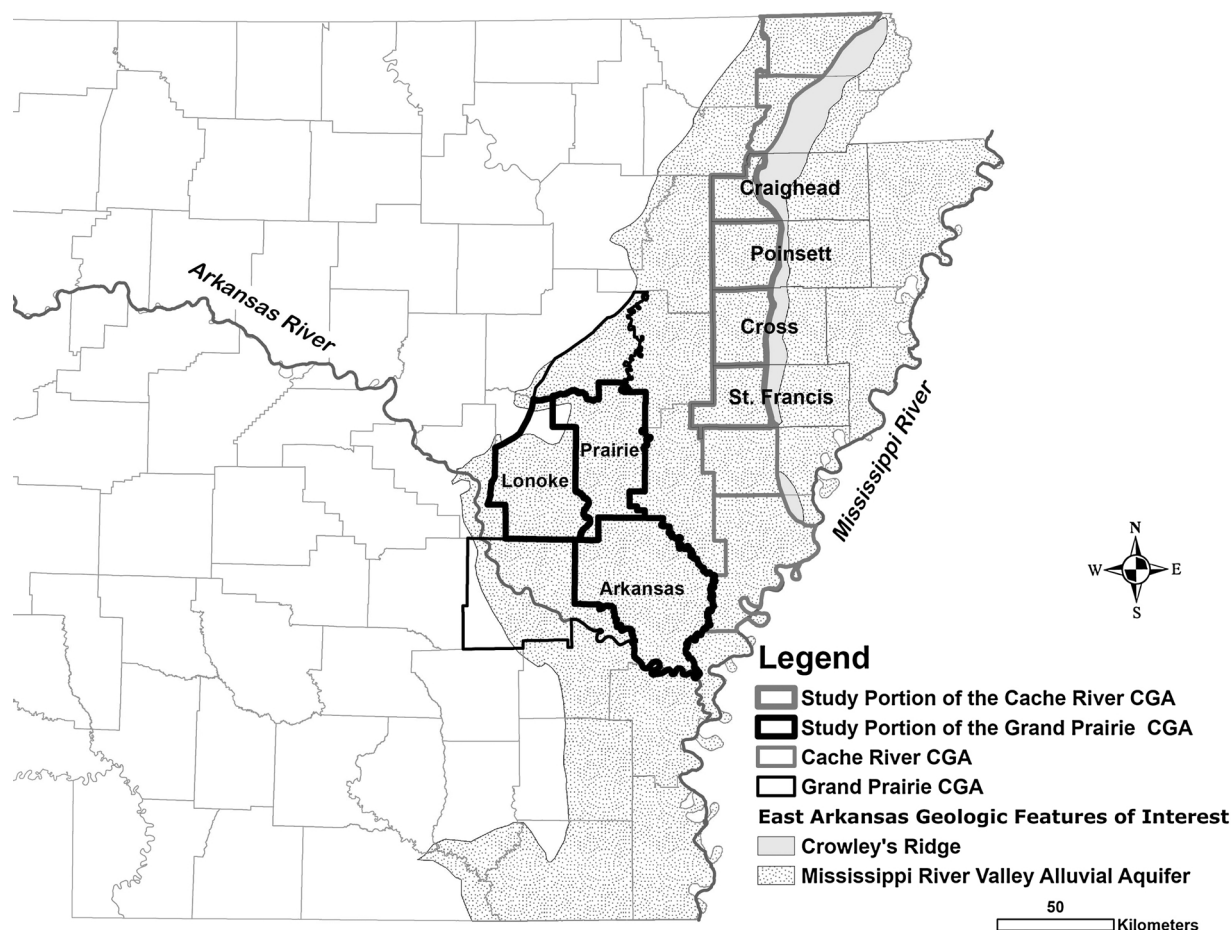 Craighead
Poinsett
Cross
St. Francis
Arkansas River
Mississippi River
Prairie
Lonoke
Arkansas
N
W E
S
Legend
Study Portion of the Cache River CGA
Study Portion of the Grand Prairie CGA
Cache River CGA
Grand Prairie CGA
East Arkansas Geologic Features of Interest
Crowley's Ridge
Mississippi River Valley Alluvial Aquifer
50
Kilometers